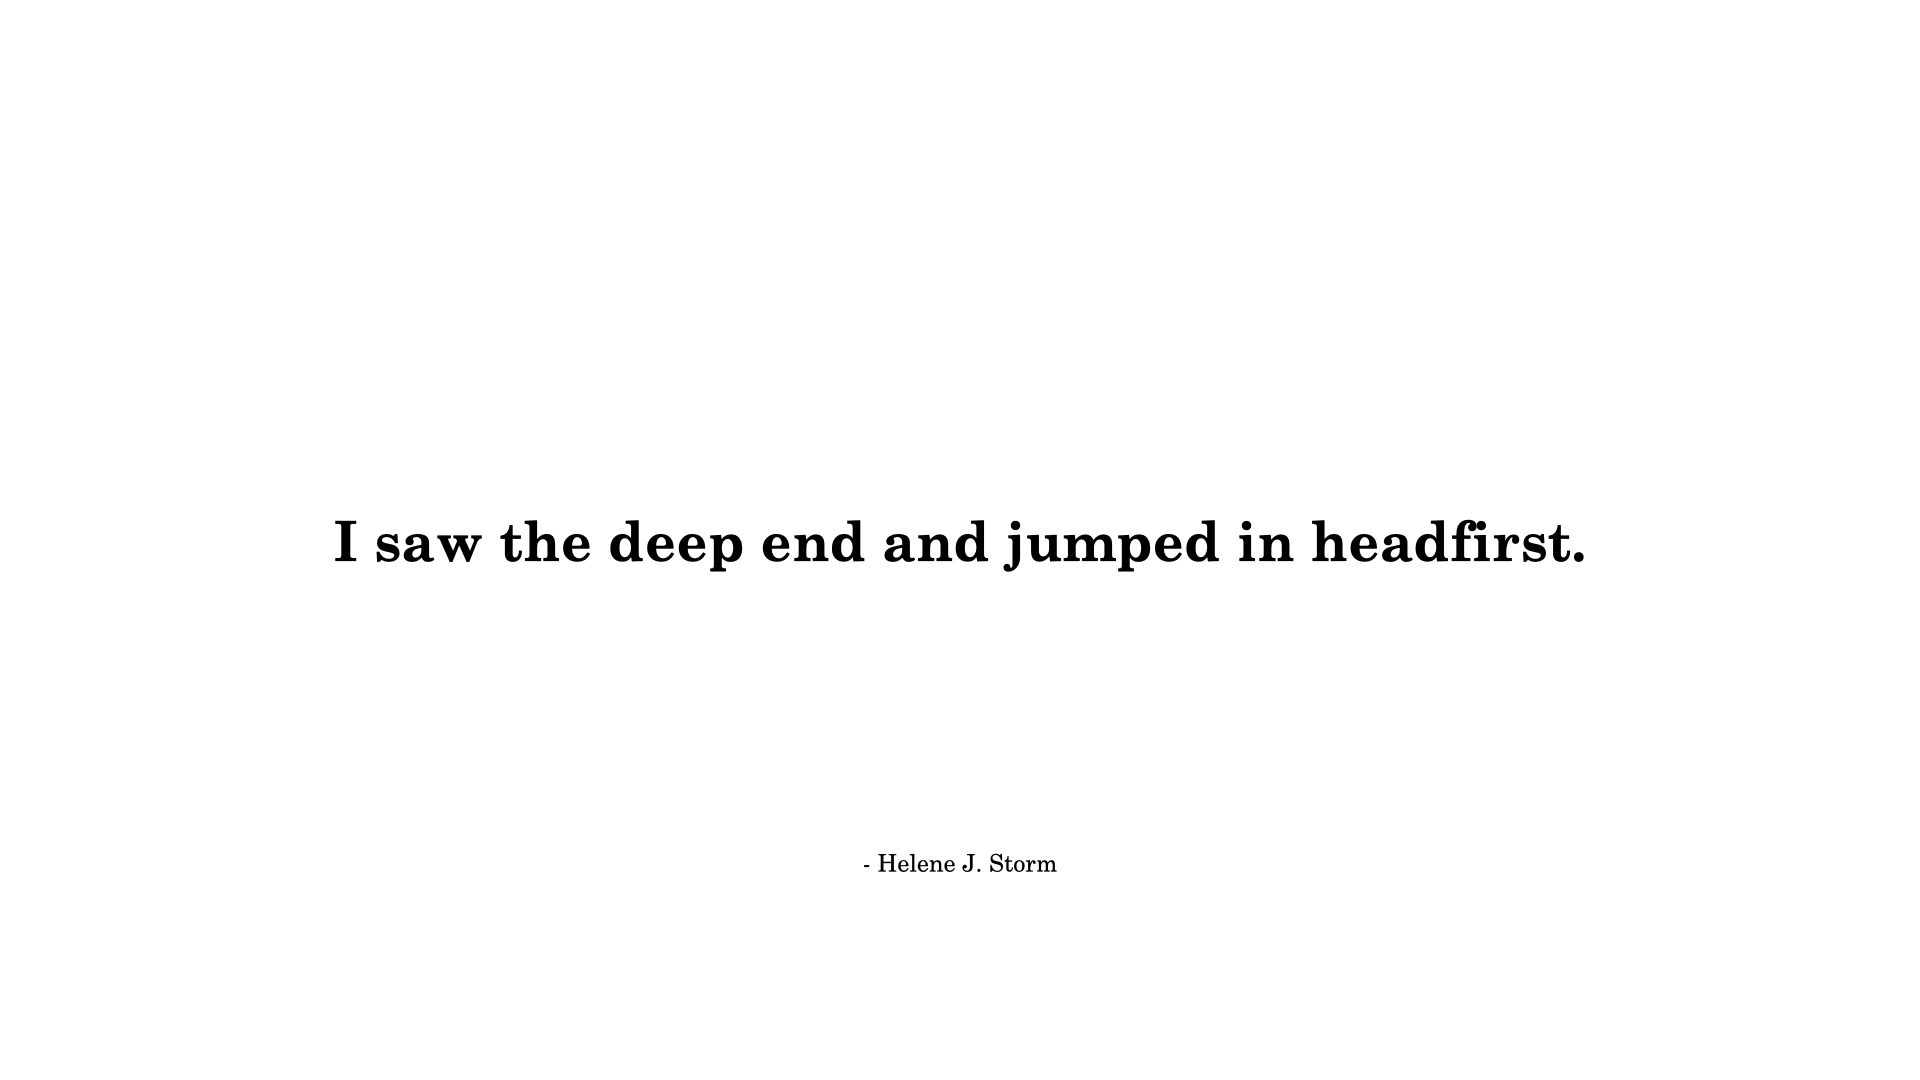 I saw the deep end and jumped in headfirst.
- Helene J. Storm